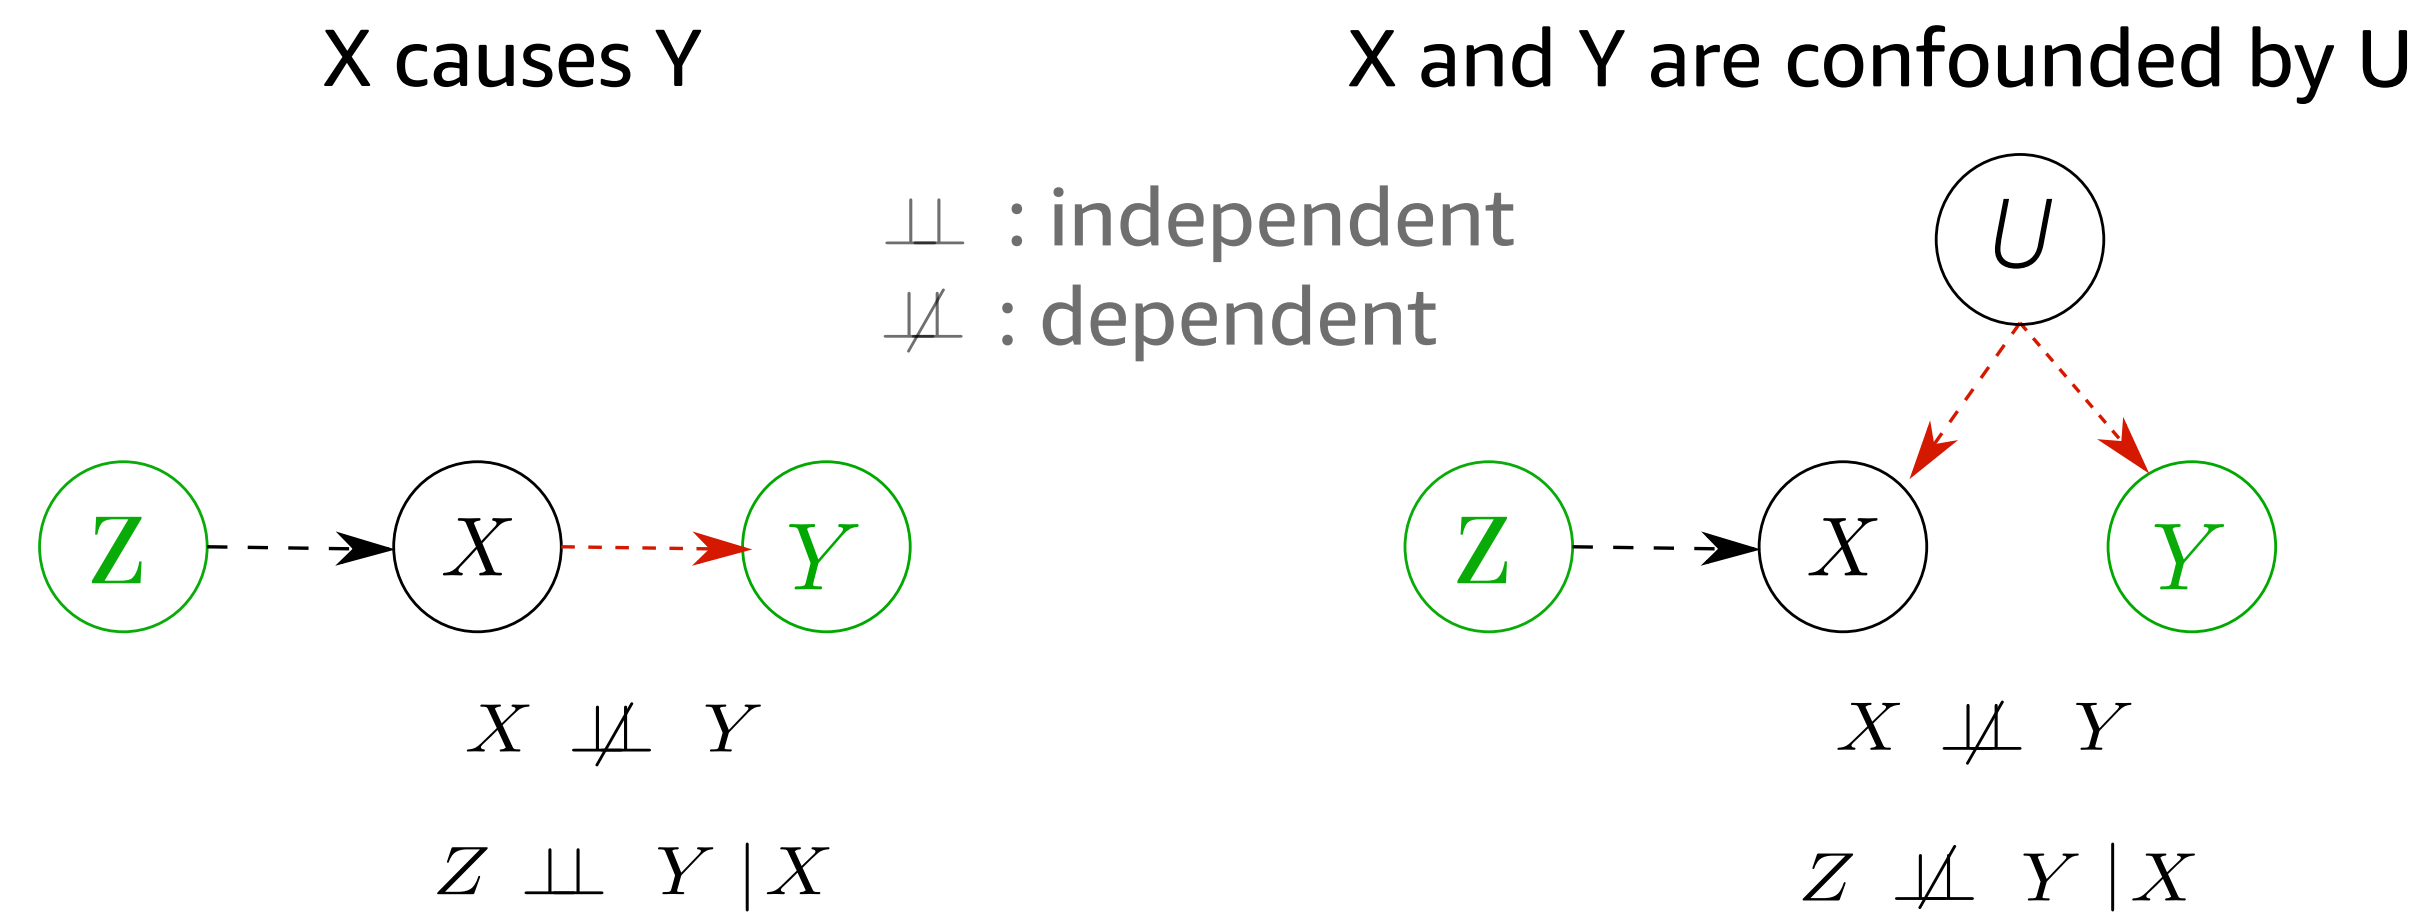 X causes Y
X and Y are confounded by U
⫫ : independent
⫫̸ : dependent
U
Z
X
Y
Z
X
Y
X ⫫̸ Y
X ⫫̸ Y
Z ⫫ Y | X
Z ⫫̸ Y | X